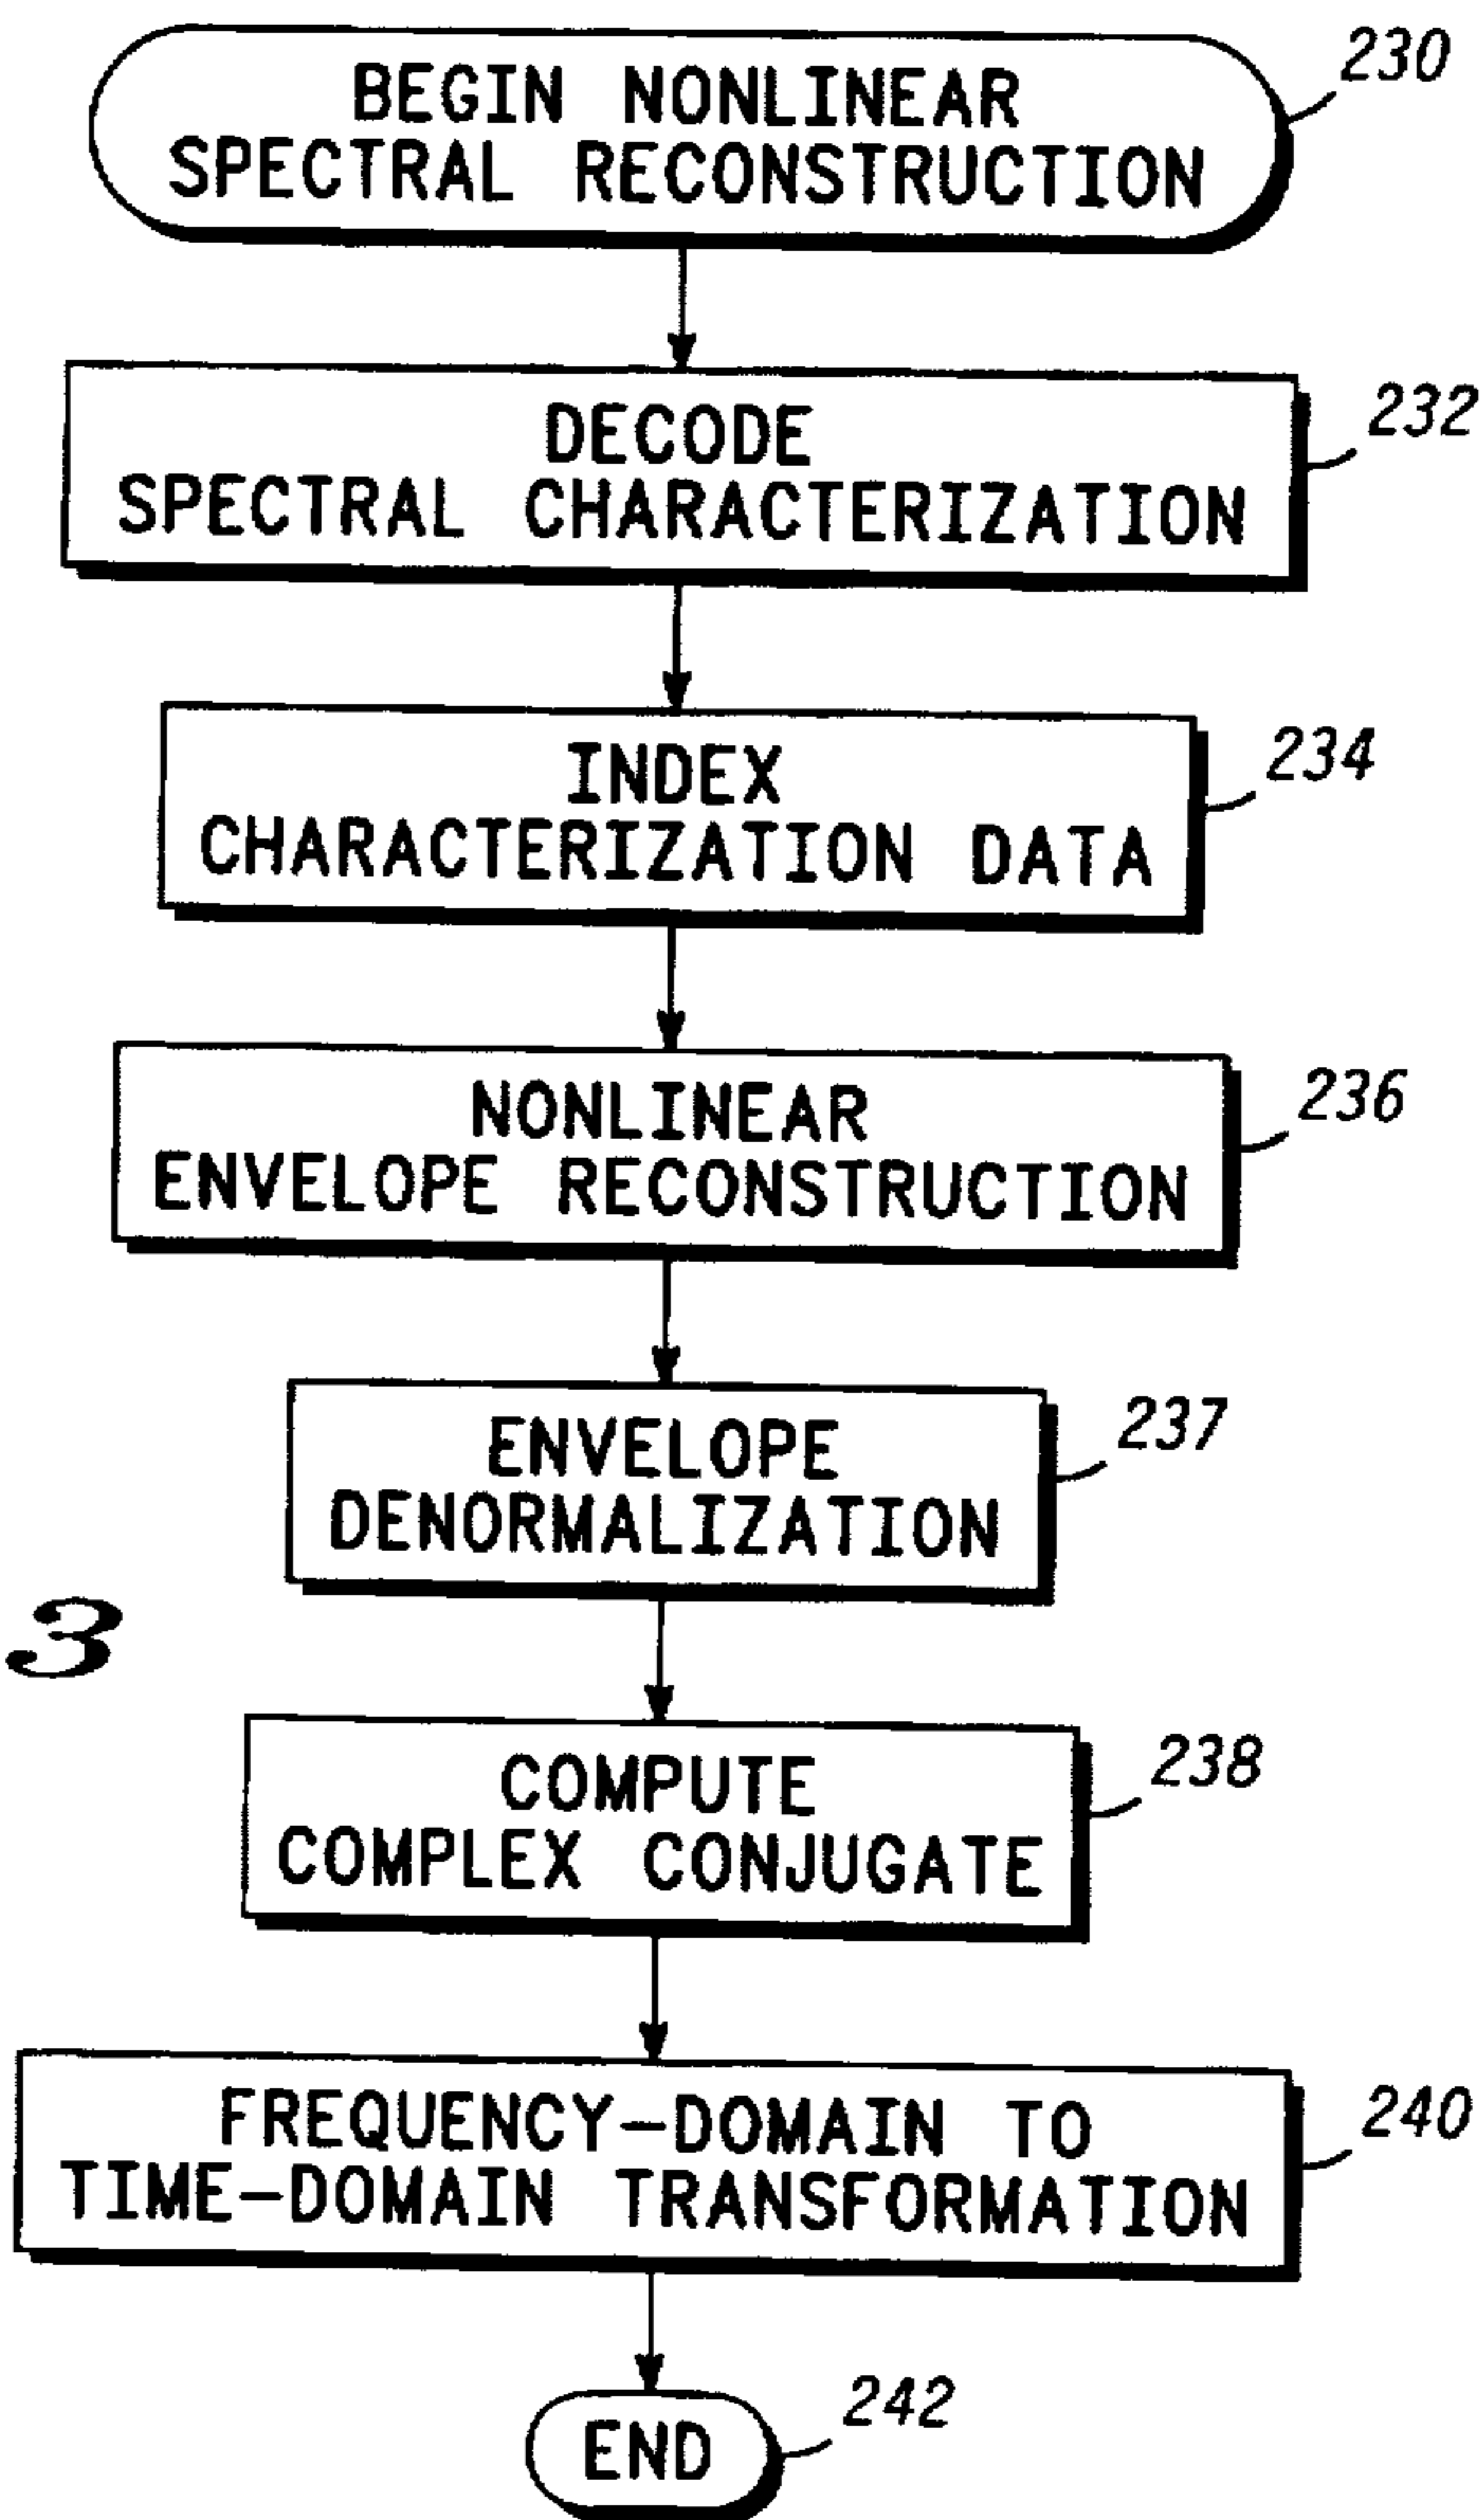 BEGIN NONLINEAR
SPECTRAL RECONSTRUCTION
230
DECODE
SPECTRAL CHARACTERIZATION
232
INDEX
CHARACTERIZATION DATA
234
NONLINEAR
ENVELOPE RECONSTRUCTION
236
ENVELOPE
DENORMALIZATION
237
3
COMPUTE
COMPLEX CONJUGATE
238
FREQUENCY-DOMAIN TO
TIME-DOMAIN TRANSFORMATION
240
END
242